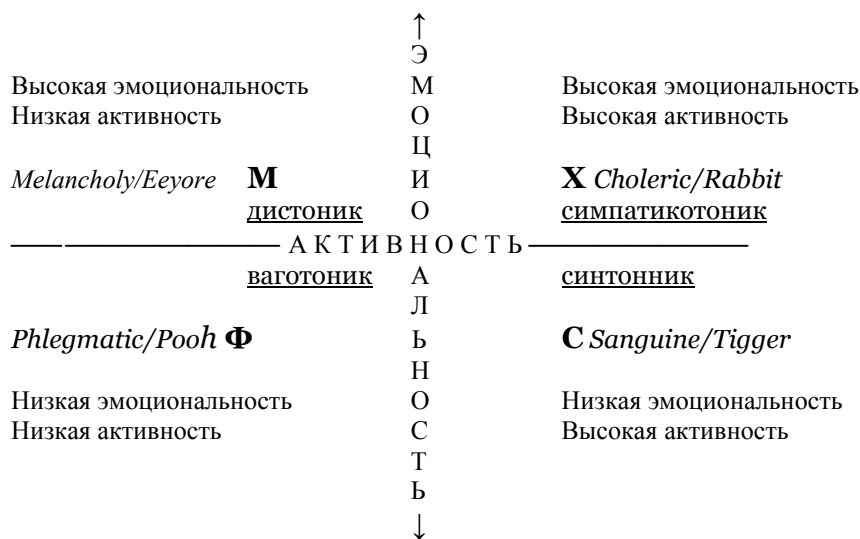 ↑
Э
Высокая эмоциональность М Высокая эмоциональность
Низкая активность О Высокая активность
Ц
Melancholy/Eeyore М И Х Choleric/Rabbit
дистоник О симпатикотоник
А К Т И В Н О С Т Ь
ваготоник А синтонник
Л
Phlegmatic/Pooh Ф Ь С Sanguine/Tigger
Н
Низкая эмоциональность О Низкая эмоциональность
Низкая активность С Высокая активность
Т
Ь
↓